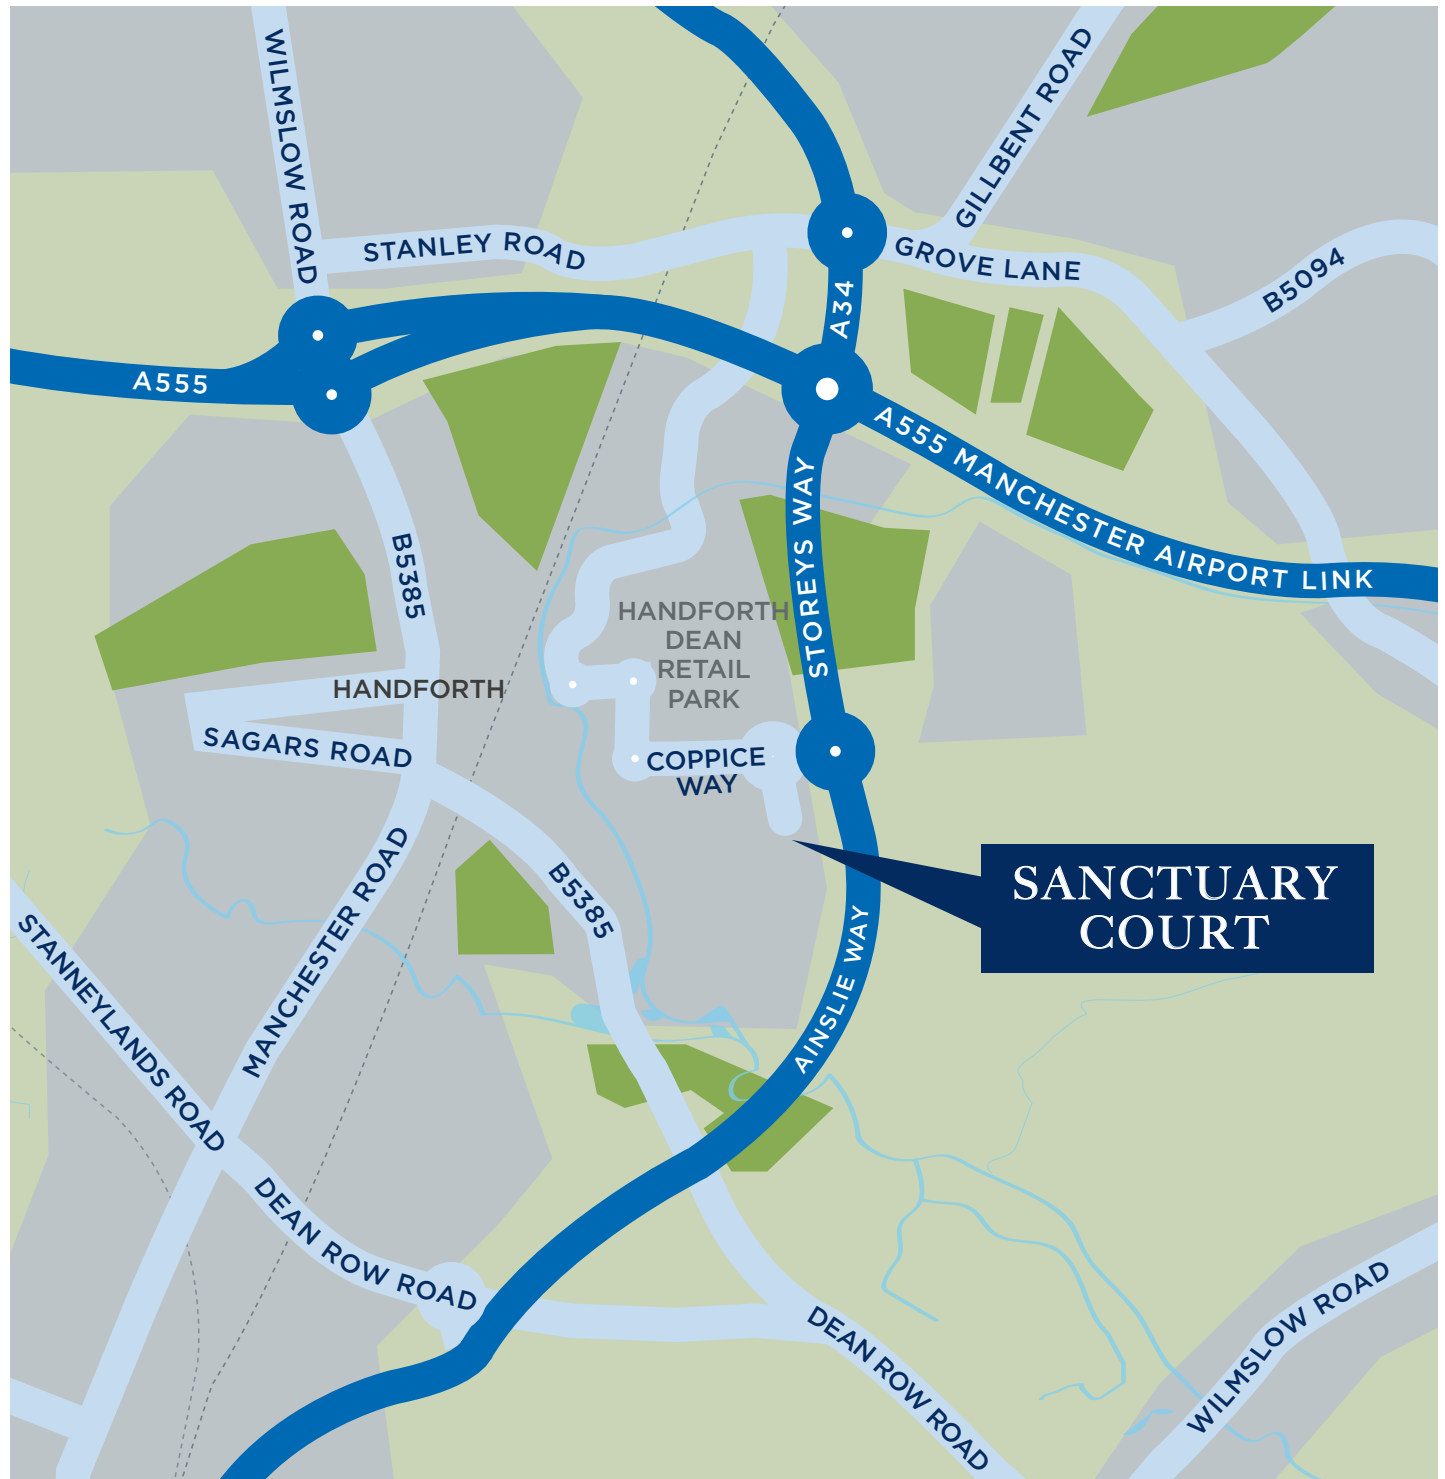 WILMSLOW ROAD
STANLEY ROAD
GILLBENT ROAD
GROVE LANE
B5094
A34
A555
A555 MANCHESTER AIRPORT LINK
STOREYS WAY
B5385
HANDFORTH
DEAN
RETAIL
PARK
HANDFORTH
SAGARS ROAD
COPPICE
WAY
SANCTUARY
COURT
MANCHESTER ROAD
B5385
STANNEYLANDS ROAD
AINSLIE WAY
DEAN ROW ROAD
DEAN ROW ROAD
WILMSLOW ROAD